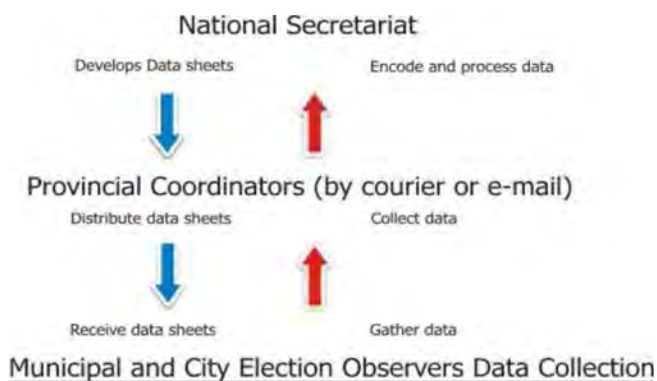 National Secretariat
Develops Data sheets Encode and process data
Provincial Coordinators (by courier or e-mail)
Distribute data sheets Collect data
Receive data sheets Gather data
Municipal and City Election Observers Data Collection